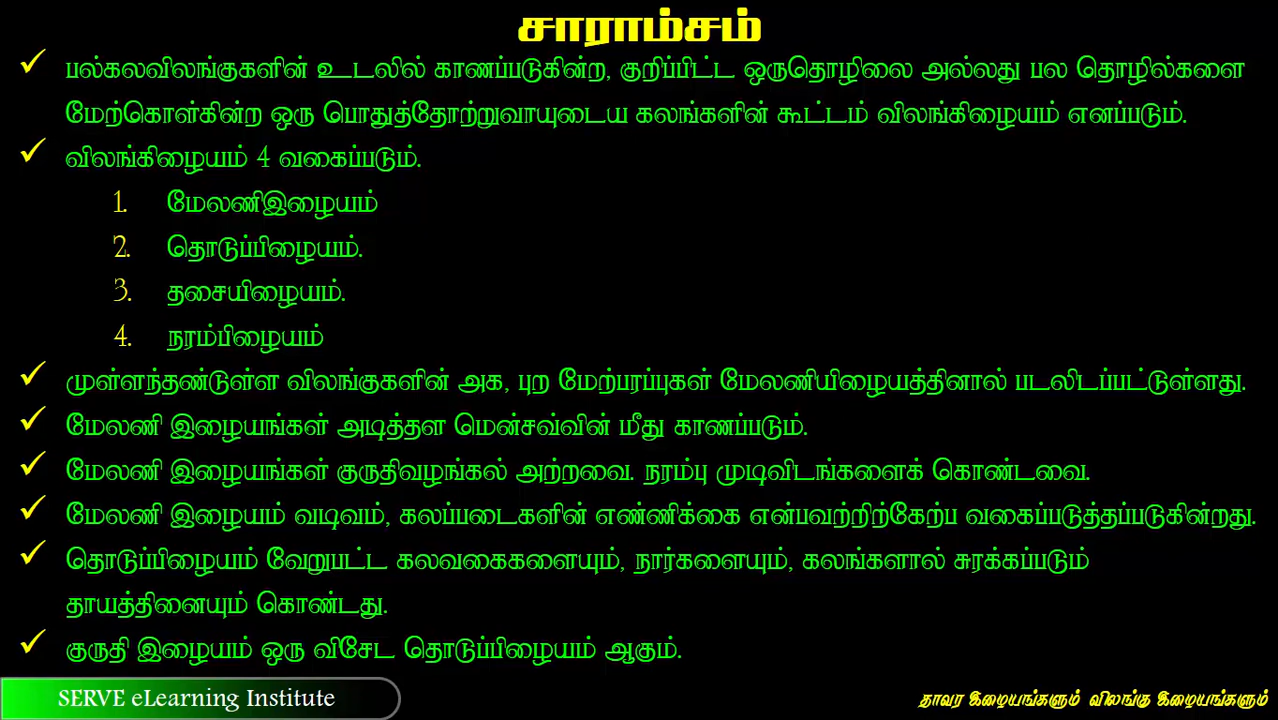 சாராம்சம்
✓ பல்கலவிலங்குகளின் உடலில் காணப்படுகின்ற, குறிப்பிட்ட ஒருதொழிலை அல்லது பல தொழில்களை
மேற்கொள்கின்ற ஒரு பொதுத்தோற்றுவாயுடைய கலங்களின் கூட்டம் விலங்கிழையம் எனப்படும்.
✓ விலங்கிழையம் 4 வகைப்படும்.
1. மேலணிஇழையம்
2. தொடுப்பிழையம்.
3. தசையிழையம்.
4. நரம்பிழையம்
✓ முள்ளந்தண்டுள்ள விலங்குகளின் அக, புற மேற்பரப்புகள் மேலணியிழையத்தினால் படலிடப்பட்டுள்ளது.
✓ மேலணி இழையங்கள் அடித்தள மென்சவ்வின் மீது காணப்படும்.
✓ மேலணி இழையங்கள் குருதிவழங்கல் அற்றவை. நரம்பு முடிவிடங்களைக் கொண்டவை.
✓ மேலணி இழையம் வடிவம், கலப்படைகளின் எண்ணிக்கை என்பவற்றிற்கேற்ப வகைப்படுத்தப்படுகின்றது.
✓ தொடுப்பிழையம் வேறுபட்ட கலவகைகளையும், நார்களையும், கலங்களால் சுரக்கப்படும்
தாயத்தினையும் கொண்டது.
✓ குருதி இழையம் ஒரு விசேட தொடுப்பிழையம் ஆகும்.
SERVE eLearning Institute
தாவர இழையங்களும் விலங்கு இழையங்களும்